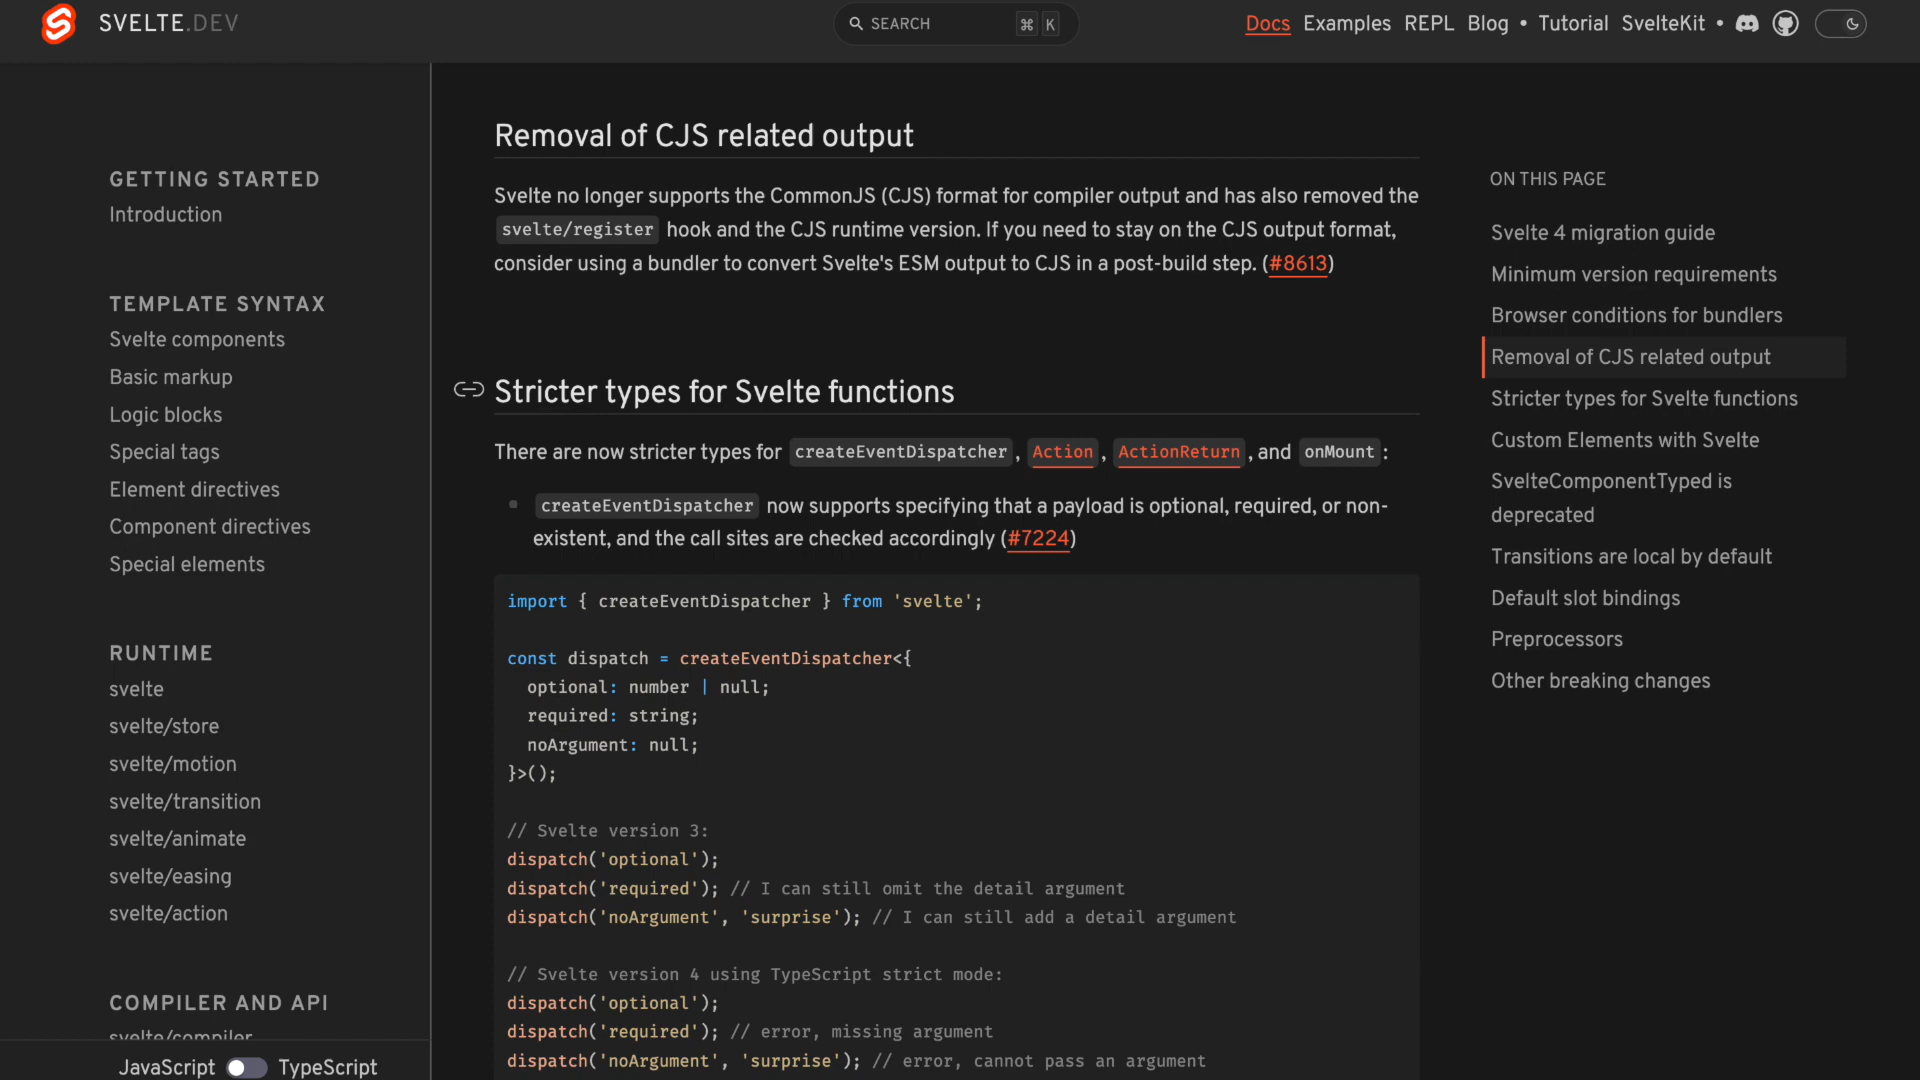 SVELTE.DEV
SEARCH ⌘ K
Docs Examples REPL Blog • Tutorial SvelteKit •
GETTING STARTED
Introduction
TEMPLATE SYNTAX
Svelte components
Basic markup
Logic blocks
Special tags
Element directives
Component directives
Special elements
RUNTIME
svelte
svelte/store
svelte/motion
svelte/transition
svelte/animate
svelte/easing
svelte/action
COMPILER AND API
svelte/compiler
JavaScript TypeScript
Removal of CJS related output
Svelte no longer supports the CommonJS (CJS) format for compiler output and has also removed the
svelte/register hook and the CJS runtime version. If you need to stay on the CJS output format,
consider using a bundler to convert Svelte's ESM output to CJS in a post-build step. (#8613)
Stricter types for Svelte functions
There are now stricter types for createEventDispatcher, Action, ActionReturn, and onMount:
createEventDispatcher now supports specifying that a payload is optional, required, or non-
existent, and the call sites are checked accordingly (#7224)
import { createEventDispatcher } from 'svelte';
const dispatch = createEventDispatcher<{
optional: number | null;
required: string;
noArgument: null;
}>();
// Svelte version 3:
dispatch('optional');
dispatch('required'); // I can still omit the detail argument
dispatch('noArgument', 'surprise'); // I can still add a detail argument
// Svelte version 4 using TypeScript strict mode:
dispatch('optional');
dispatch('required'); // error, missing argument
dispatch('noArgument', 'surprise'); // error, cannot pass an argument
ON THIS PAGE
Svelte 4 migration guide
Minimum version requirements
Browser conditions for bundlers
Removal of CJS related output
Stricter types for Svelte functions
Custom Elements with Svelte
SvelteComponentTyped is
deprecated
Transitions are local by default
Default slot bindings
Preprocessors
Other breaking changes